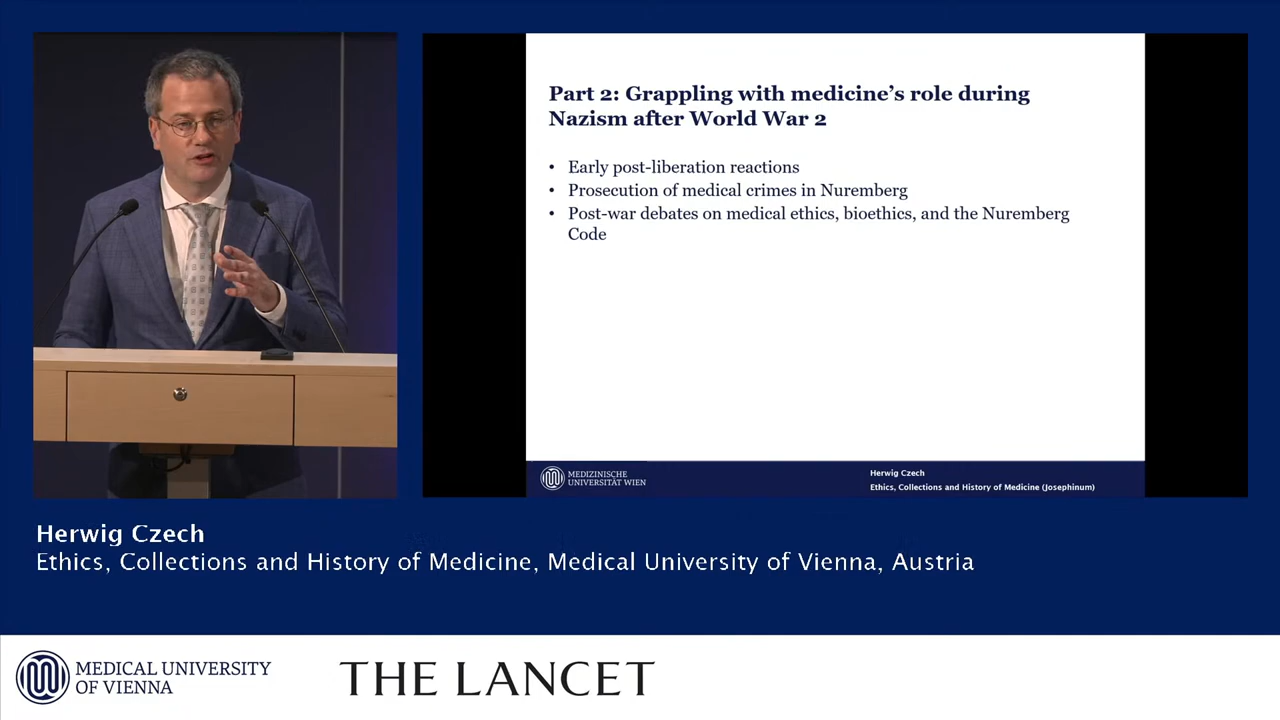 Part 2: Grappling with medicine's role during
Nazism after World War 2
• Early post-liberation reactions
• Prosecution of medical crimes in Nuremberg
• Post-war debates on medical ethics, bioethics, and the Nuremberg
Code
MEDIZINISCHE
UNIVERSITÄT WIEN
Herwig Czech
Ethics, Collections and History of Medicine (Josephinum)
Herwig Czech
Ethics, Collections and History of Medicine, Medical University of Vienna, Austria
MEDICAL UNIVERSITY
OF VIENNA
THE LANCET